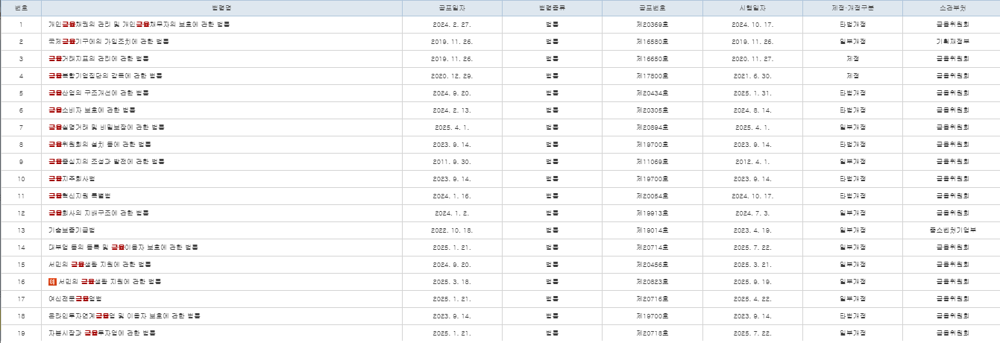 번호 법령명 공포일자 법령종류 공포번호 시행일자 제정·개정구분 소관부처
1 개인금융채권의 관리 및 개인금융채무자의 보호에 관한 법률 2024. 2. 27. 법률 제20369호 2024. 10. 17. 타법개정 금융위원회
2 국제금융기구에의 가입조치에 관한 법률 2019. 11. 26. 법률 제16580호 2019. 11. 26. 일부개정 기획재정부
3 금융거래지표의 관리에 관한 법률 2019. 11. 26. 법률 제16650호 2020. 11. 27. 제정 금융위원회
4 금융복합기업집단의 감독에 관한 법률 2020. 12. 29. 법률 제17800호 2021. 6. 30. 제정 금융위원회
5 금융산업의 구조개선에 관한 법률 2024. 9. 20. 법률 제20434호 2025. 1. 31. 타법개정 금융위원회
6 금융소비자 보호에 관한 법률 2024. 2. 13. 법률 제20305호 2024. 8. 14. 타법개정 금융위원회
7 금융실명거래 및 비밀보장에 관한 법률 2025. 4. 1. 법률 제20894호 2025. 4. 1. 일부개정 금융위원회
8 금융위원회의 설치 등에 관한 법률 2023. 9. 14. 법률 제19700호 2023. 9. 14. 타법개정 금융위원회
9 금융중심지의 조성과 발전에 관한 법률 2011. 9. 30. 법률 제11069호 2012. 4. 1. 일부개정 금융위원회
10 금융지주회사법 2023. 9. 14. 법률 제19700호 2023. 9. 14. 타법개정 금융위원회
11 금융혁신지원 특별법 2024. 1. 16. 법률 제20054호 2024. 10. 17. 타법개정 금융위원회
12 금융회사의 지배구조에 관한 법률 2024. 1. 2. 법률 제19913호 2024. 7. 3. 일부개정 금융위원회
13 기술보증기금법 2022. 10. 18. 법률 제19014호 2023. 4. 19. 일부개정 중소벤처기업부
14 대부업 등의 등록 및 금융이용자 보호에 관한 법률 2025. 1. 21. 법률 제20714호 2025. 7. 22. 일부개정 금융위원회
15 서민의 금융생활 지원에 관한 법률 2024. 9. 20. 법률 제20456호 2025. 3. 21. 일부개정 금융위원회
16 예 서민의 금융생활 지원에 관한 법률 2025. 3. 18. 법률 제20823호 2025. 9. 19. 일부개정 금융위원회
17 여신전문금융업법 2025. 1. 21. 법률 제20716호 2025. 4. 22. 일부개정 금융위원회
18 온라인투자연계금융업 및 이용자 보호에 관한 법률 2023. 9. 14. 법률 제19700호 2023. 9. 14. 타법개정 금융위원회
19 자본시장과 금융투자업에 관한 법률 2025. 1. 21. 법률 제20718호 2025. 7. 22. 일부개정 금융위원회